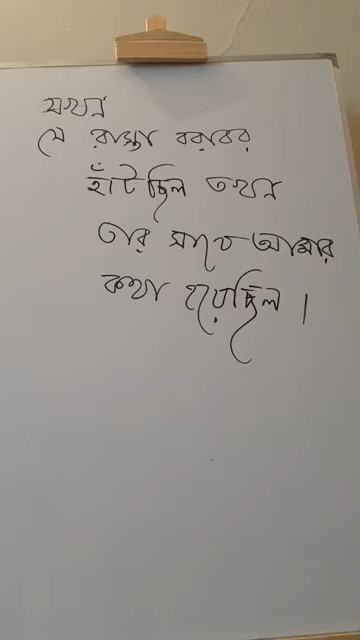 যখন
সে রাস্তা বরাবর
হাঁটছিল তখন
তার সাথে আমার
কথা হয়েছিল।